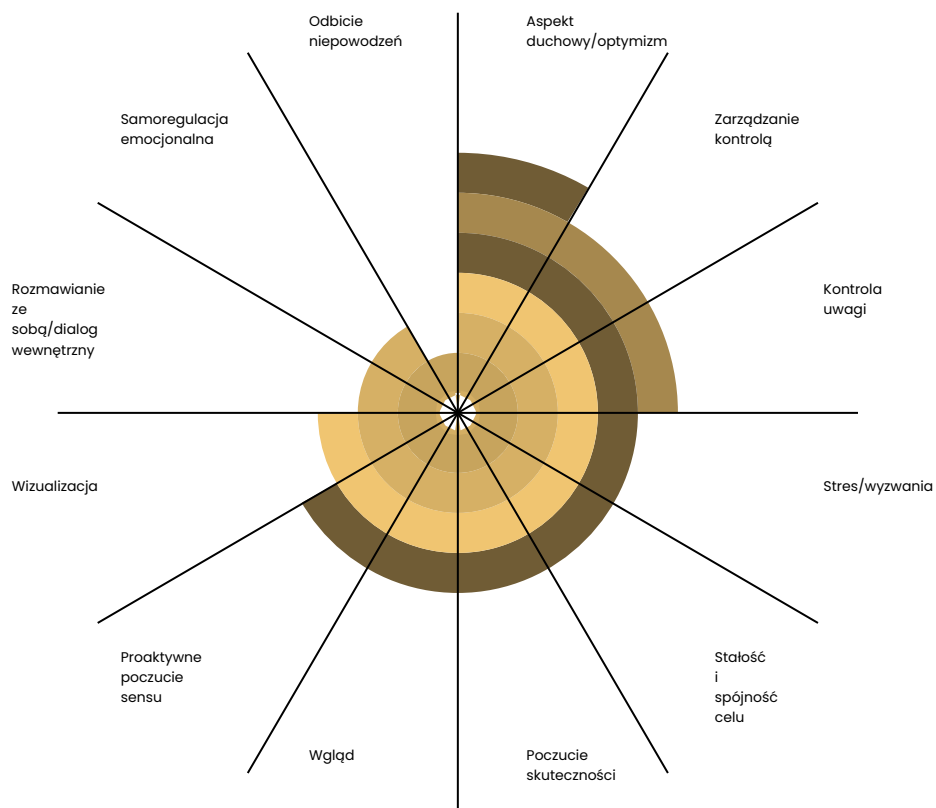 Odbicie
niepowodzeń
Aspekt
duchowy/optymizm
Samoregulacja
emocjonalna
Zarządzanie
kontrolą
Rozmawianie
ze
sobą/dialog
wewnętrzny
Kontrola
uwagi
Wizualizacja
Stres/wyzwania
Proaktywne
poczucie
sensu
Stałość
i
spójność
celu
Wgląd
Poczucie
skuteczności